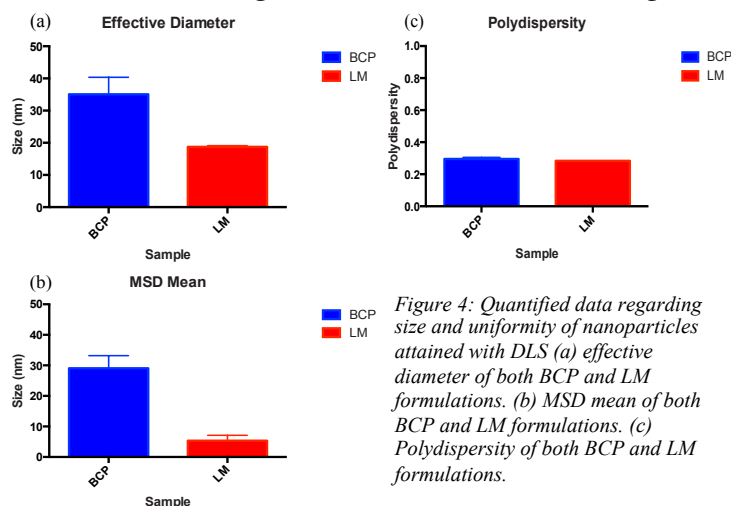 (a)
Effective Diameter
50
40
30
20
10
0
Size (nm)
BCP
LM
Sample
BCP
LM
(c)
Polydispersity
1.0
0.8
0.6
0.4
0.2
0.0
Polydispersity
BCP
LM
Sample
BCP
LM
(b)
MSD Mean
50
40
30
20
10
0
Size (nm)
BCP
LM
Sample
BCP
LM
Figure 4: Quantified data regarding
size and uniformity of nanoparticles
attained with DLS (a) effective
diameter of both BCP and LM
formulations. (b) MSD mean of both
BCP and LM formulations. (c)
Polydispersity of both BCP and LM
formulations.